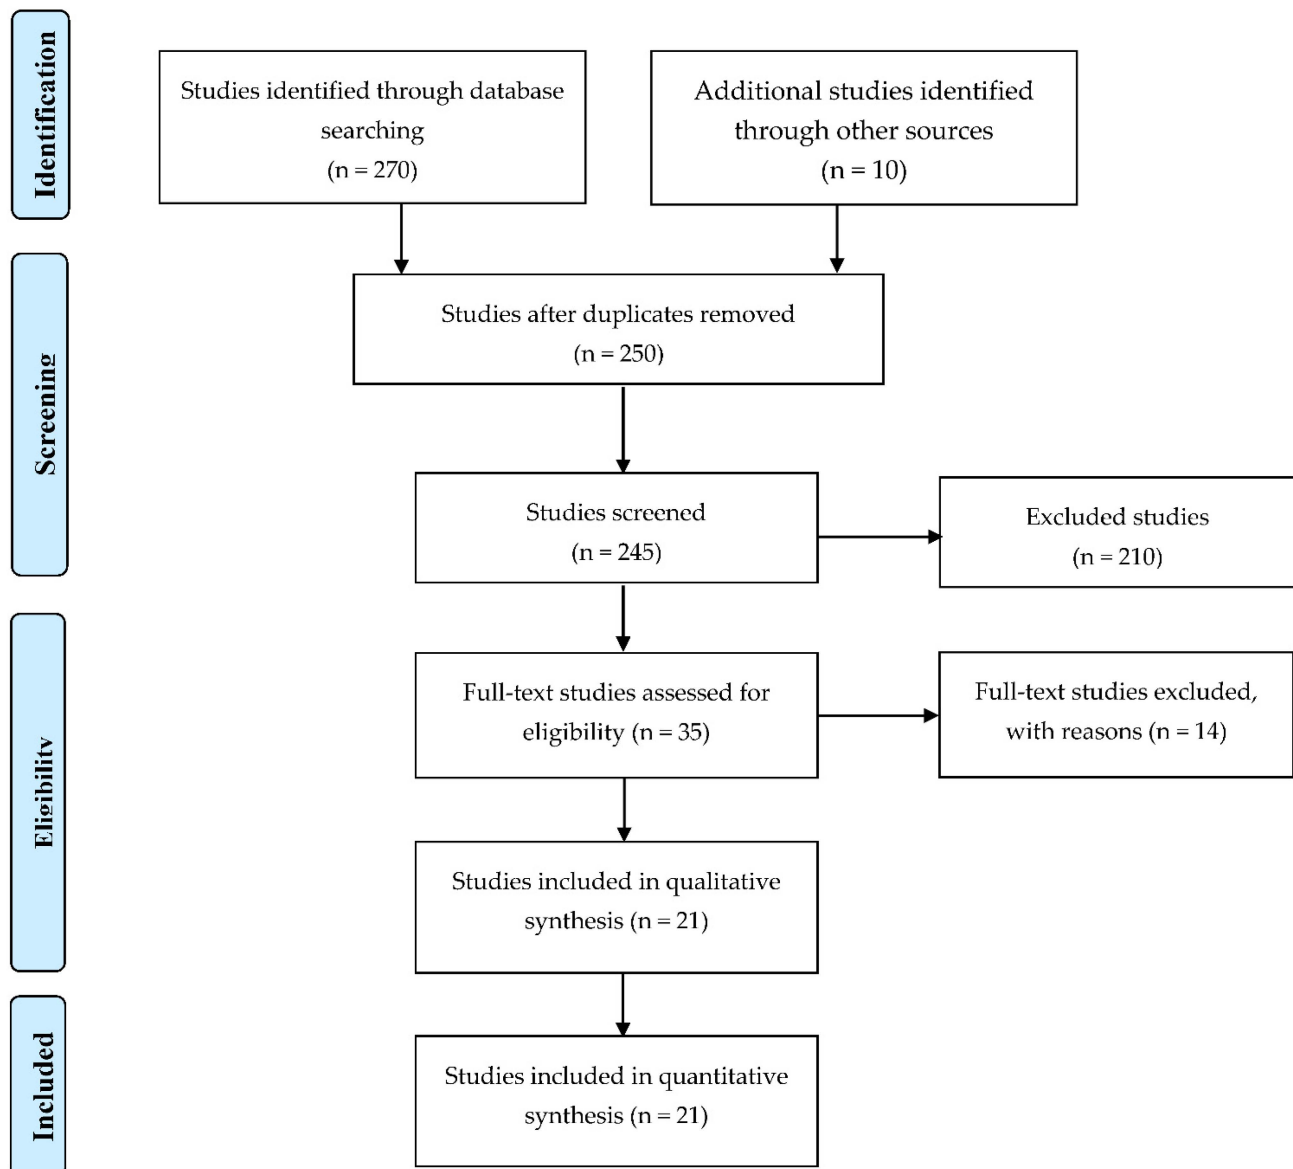 Identification
Studies identified through database
searching
(n = 270)
Additional studies identified
through other sources
(n = 10)
Screening
Studies after duplicates removed
(n = 250)
Studies screened
(n = 245)
Excluded studies
(n = 210)
Eligibility
Full-text studies assessed for
eligibility (n = 35)
Full-text studies excluded,
with reasons (n = 14)
Studies included in qualitative
synthesis (n = 21)
Included
Studies included in quantitative
synthesis (n = 21)